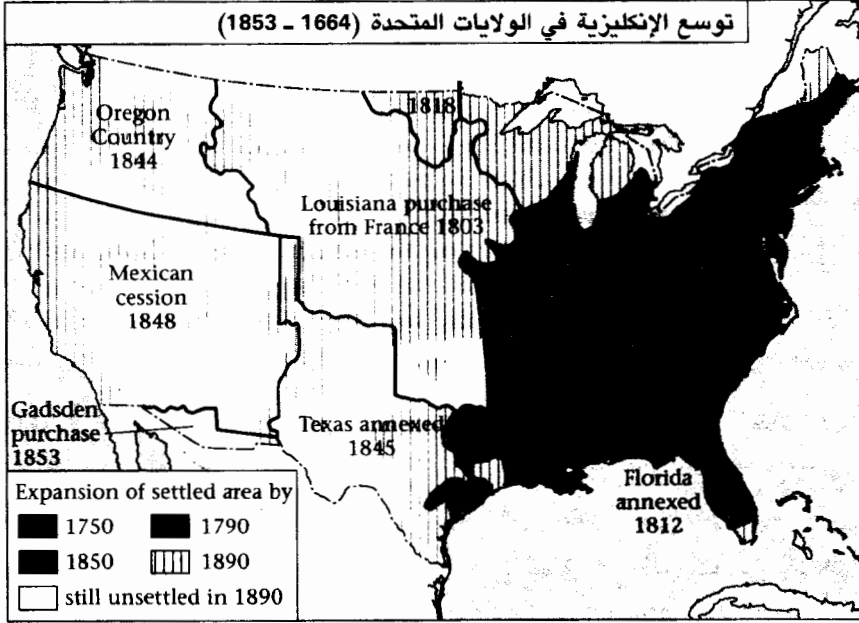 توسع الإنكليزية في الولايات المتحدة (1664 - 1853)
1818
Oregon
Country
1844
Louisiana purchase
from France 1803
Mexican
cession
1848
Gadsden
purchase
1853
Texas annexed
1845
Florida
annexed
1812
Expansion of settled area by
1750
1790
1850
1890
still unsettled in 1890